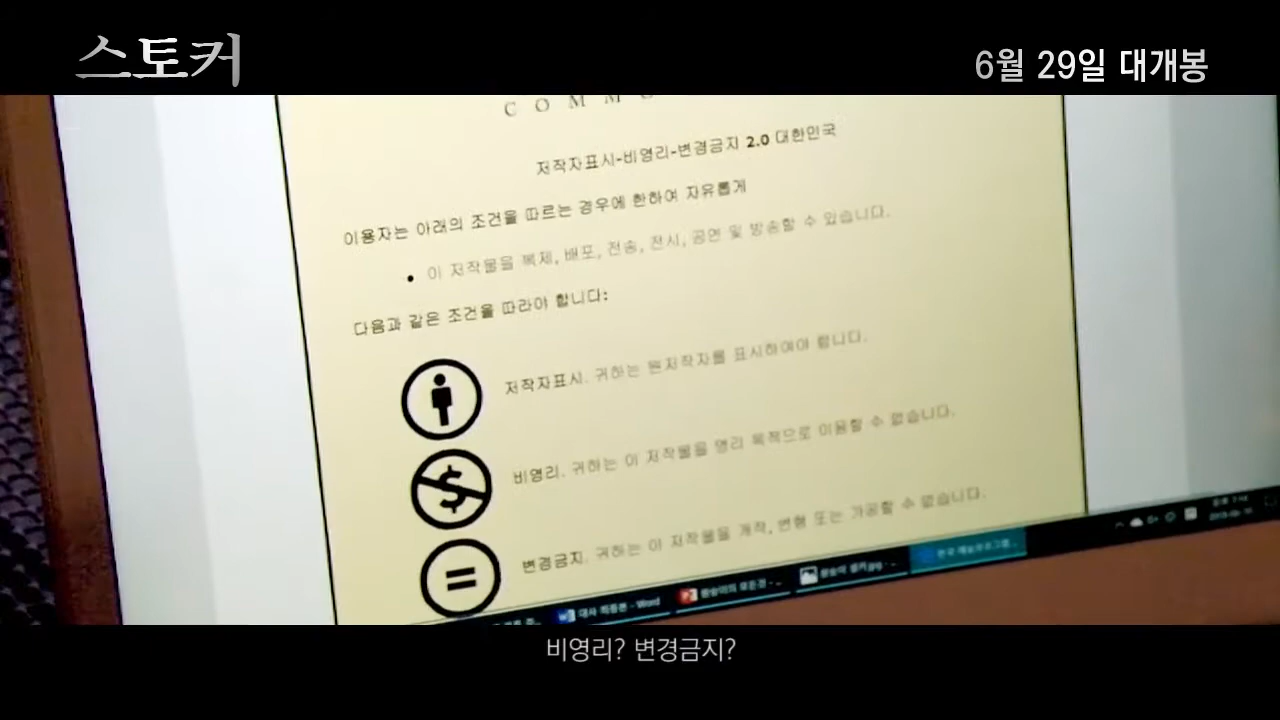 스토커
6월 29일 대개봉
COMM
저작자표시-비영리-변경금지 2.0 대한민국
이용자는 아래의 조건을 따르는 경우에 한하여 자유롭게
• 이 저작물을 복제, 배포, 전송, 전시, 공연 및 방송할 수 있습니다.
다음과 같은 조건을 따라야 합니다:
저작자표시. 귀하는 원저작자를 표시하여야 합니다.
비영리. 귀하는 이 저작물을 영리 목적으로 이용할 수 없습니다.
변경금지. 귀하는 이 저작물을 개작, 변형 또는 가공할 수 없습니다.
- Word
비영리? 변경금지?